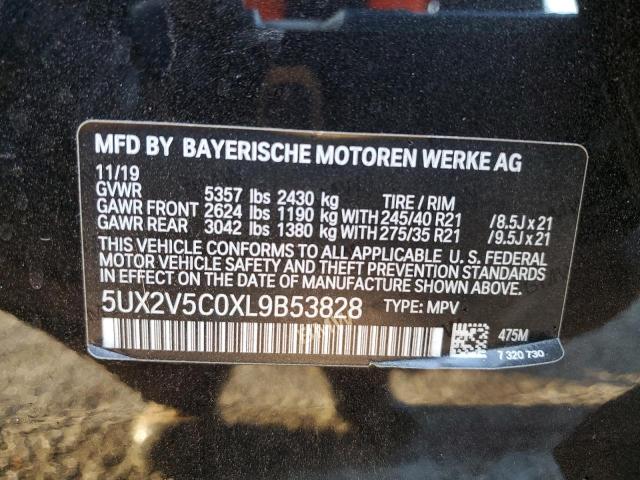 MFD BY BAYERISCHE MOTOREN WERKE AG
11/19
GVWR 5357 lbs 2430 kg TIRE / RIM
GAWR FRONT 2624 lbs 1190 kg WITH 245/40 R21 /8.5J x 21
GAWR REAR 3042 lbs 1380 kg WITH 275/35 R21 /9.5J x 21
THIS VEHICLE CONFORMS TO ALL APPLICABLE U. S. FEDERAL
MOTOR VEHICLE SAFETY AND THEFT PREVENTION STANDARDS
IN EFFECT ON THE DATE OF MANUFACTURE SHOWN ABOVE.
5UX2V5C0XL9B53828 TYPE: MPV
475M
7 320 730